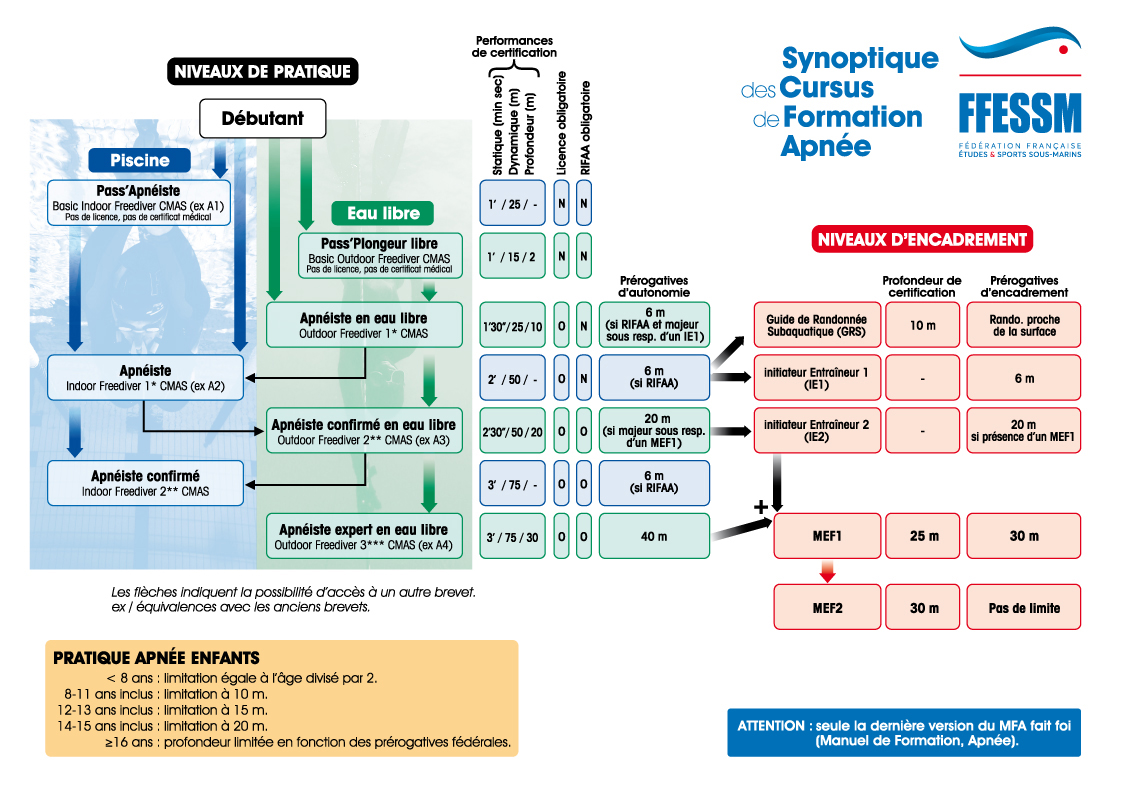 Synoptique
des Cursus
de Formation
Apnée
FFESSM
FÉDÉRATION FRANÇAISE
ÉTUDES & SPORTS SOUS-MARINS
NIVEAUX DE PRATIQUE
Performances
de certification
Statique (min sec)
Dynamique (m)
Profondeur (m)
Licence obligatoire
RIFAA obligatoire
Débutant
Piscine
Pass'Apnéiste
Basic Indoor Freediver CMAS (ex A1)
Pas de licence, pas de certificat médical
1' / 25 / -
N
N
Eau libre
Pass'Plongeur libre
Basic Outdoor Freediver CMAS
Pas de licence, pas de certificat médical
1' / 15 / 2
N
N
NIVEAUX D'ENCADREMENT
Prérogatives
d'autonomie
Profondeur de
certification
Prérogatives
d'encadrement
Apnéiste en eau libre
Outdoor Freediver 1* CMAS
1'30"/ 25 / 10
O
N
6 m
(si RIFAA et majeur
sous resp. d'un IE1)
Guide de Randonnée
Subaquatique (GRS)
10 m
Rando. proche
de la surface
Apnéiste
Indoor Freediver 1* CMAS (ex A2)
2' / 50 / -
O
N
6 m
(si RIFAA)
initiateur Entraîneur 1
(IE1)
-
6 m
Apnéiste confirmé en eau libre
Outdoor Freediver 2** CMAS (ex A3)
2'30"/ 50 / 20
O
O
20 m
(si majeur sous resp.
d'un MEF1)
initiateur Entraîneur 2
(IE2)
-
20 m
si présence d'un MEF1
Apnéiste confirmé
Indoor Freediver 2** CMAS
3' / 75 / -
O
O
6 m
(si RIFAA)
+
Apnéiste expert en eau libre
Outdoor Freediver 3*** CMAS (ex A4)
3' / 75 / 30
O
O
40 m
MEF1
25 m
30 m
MEF2
30 m
Pas de limite
Les flèches indiquent la possibilité d'accès à un autre brevet.
ex / équivalences avec les anciens brevets.
PRATIQUE APNÉE ENFANTS
< 8 ans : limitation égale à l'âge divisé par 2.
8-11 ans inclus : limitation à 10 m.
12-13 ans inclus : limitation à 15 m.
14-15 ans inclus : limitation à 20 m.
≥16 ans : profondeur limitée en fonction des prérogatives fédérales.
ATTENTION : seule la dernière version du MFA fait foi
(Manuel de Formation, Apnée).